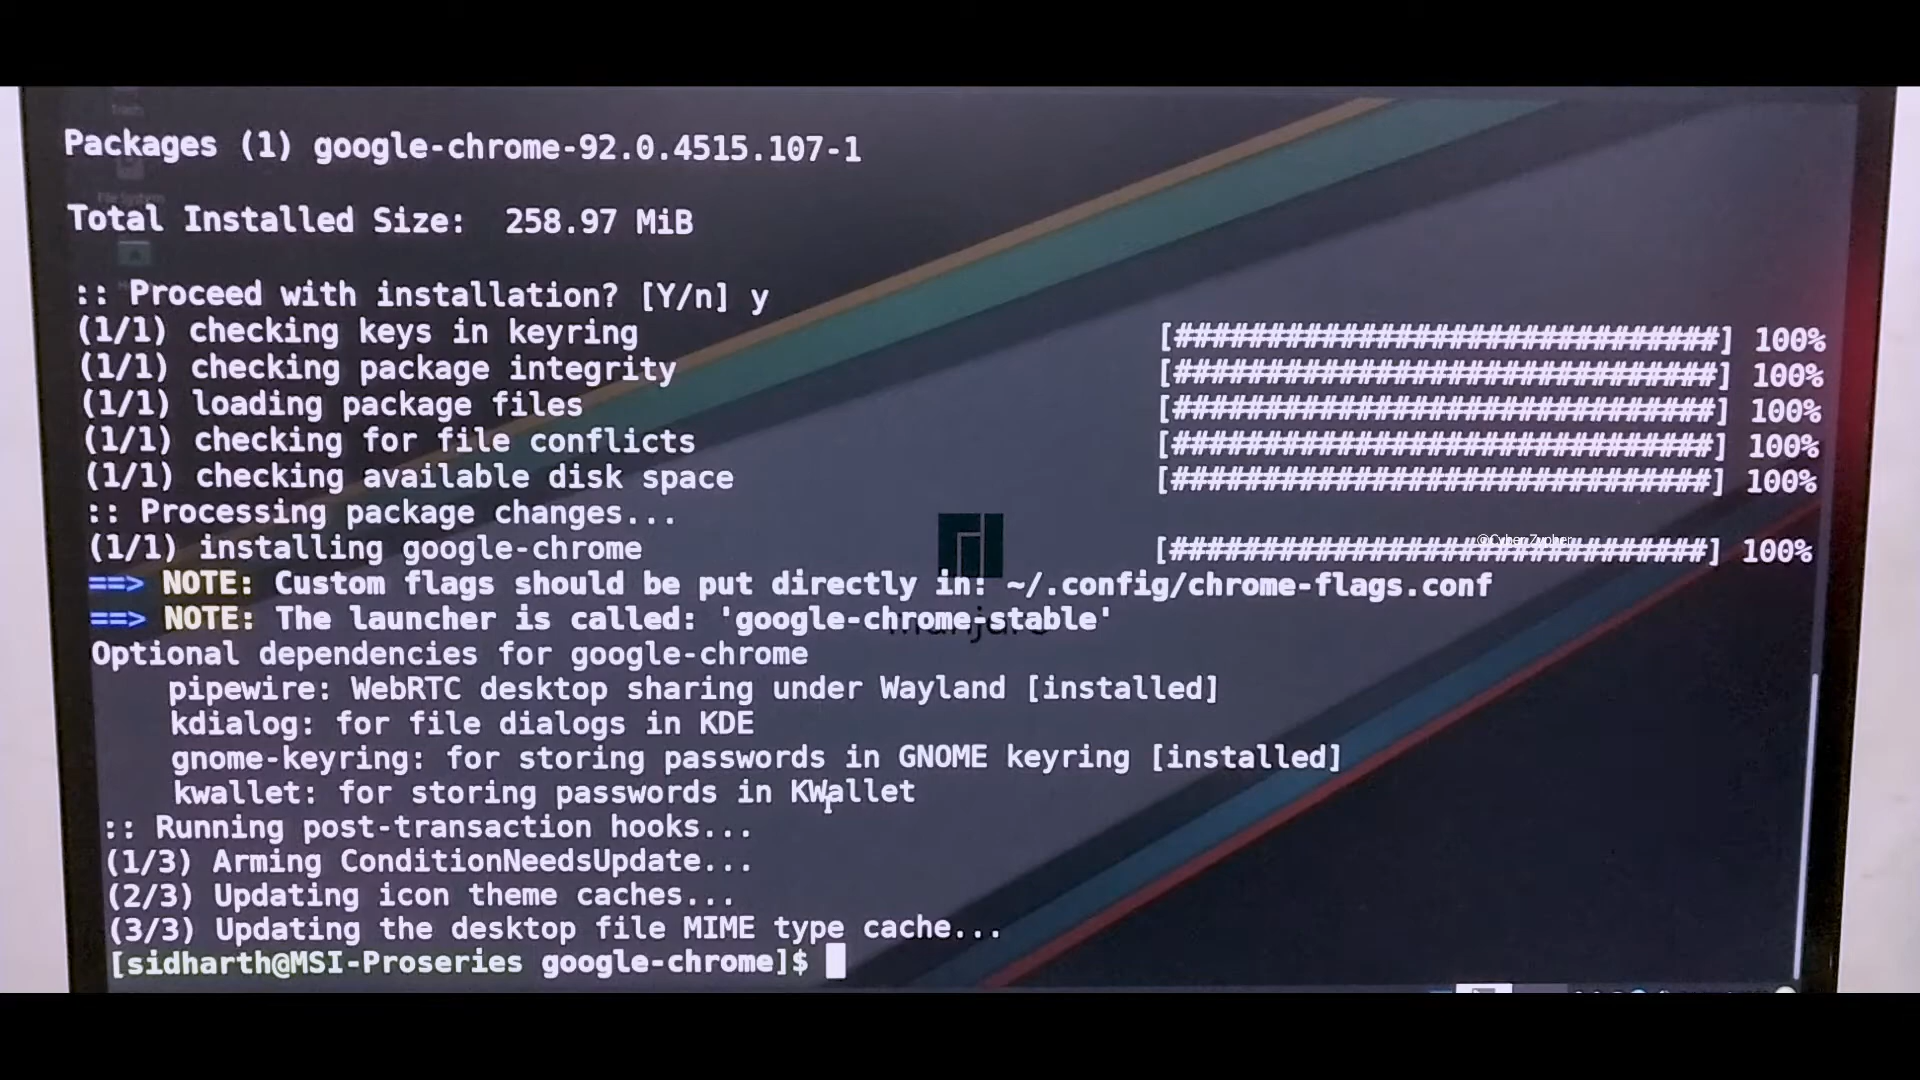 Packages (1) google-chrome-92.0.4515.107-1
Total Installed Size:  258.97 MiB
:: Proceed with installation? [Y/n] y
(1/1) checking keys in keyring [#############################] 100%
(1/1) checking package integrity [#############################] 100%
(1/1) loading package files [#############################] 100%
(1/1) checking for file conflicts [#############################] 100%
(1/1) checking available disk space [#############################] 100%
:: Processing package changes...
(1/1) installing google-chrome [#############################] 100%
©Cyber Zypher
==> NOTE: Custom flags should be put directly in: ~/.config/chrome-flags.conf
==> NOTE: The launcher is called: 'google-chrome-stable'
Optional dependencies for google-chrome
pipewire: WebRTC desktop sharing under Wayland [installed]
kdialog: for file dialogs in KDE
gnome-keyring: for storing passwords in GNOME keyring [installed]
kwallet: for storing passwords in KWallet
:: Running post-transaction hooks...
(1/3) Arming ConditionNeedsUpdate...
(2/3) Updating icon theme caches...
(3/3) Updating the desktop file MIME type cache...
[sidharth@MSI-Proseries google-chrome]$